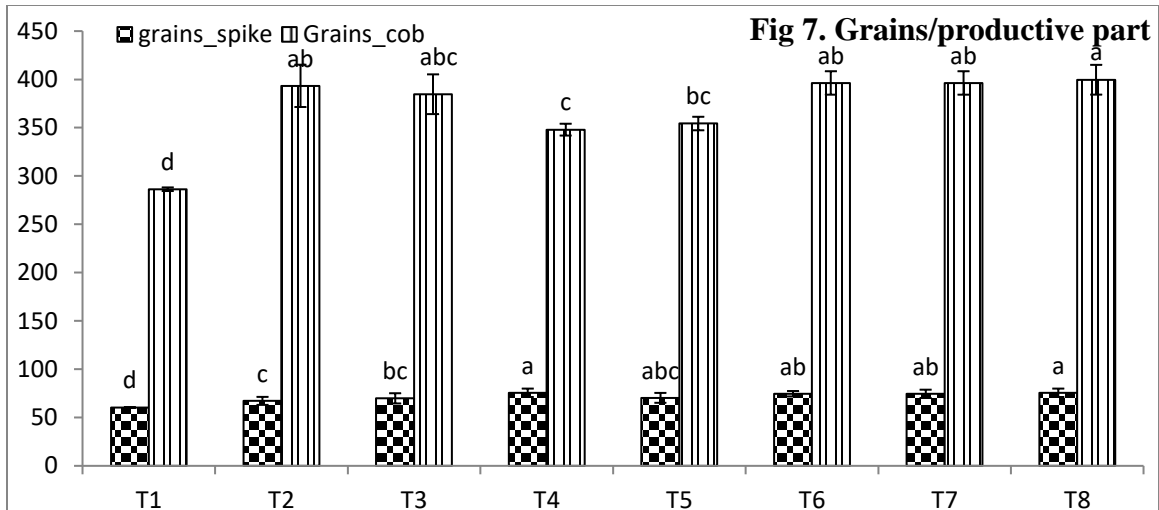 Fig 7. Grains/productive part
grains_spike Grains_cob
450
400
350
300
250
200
150
100
50
0
d d
c ab
bc abc
a c
abc bc
ab ab
ab ab
a a
T1 T2 T3 T4 T5 T6 T7 T8